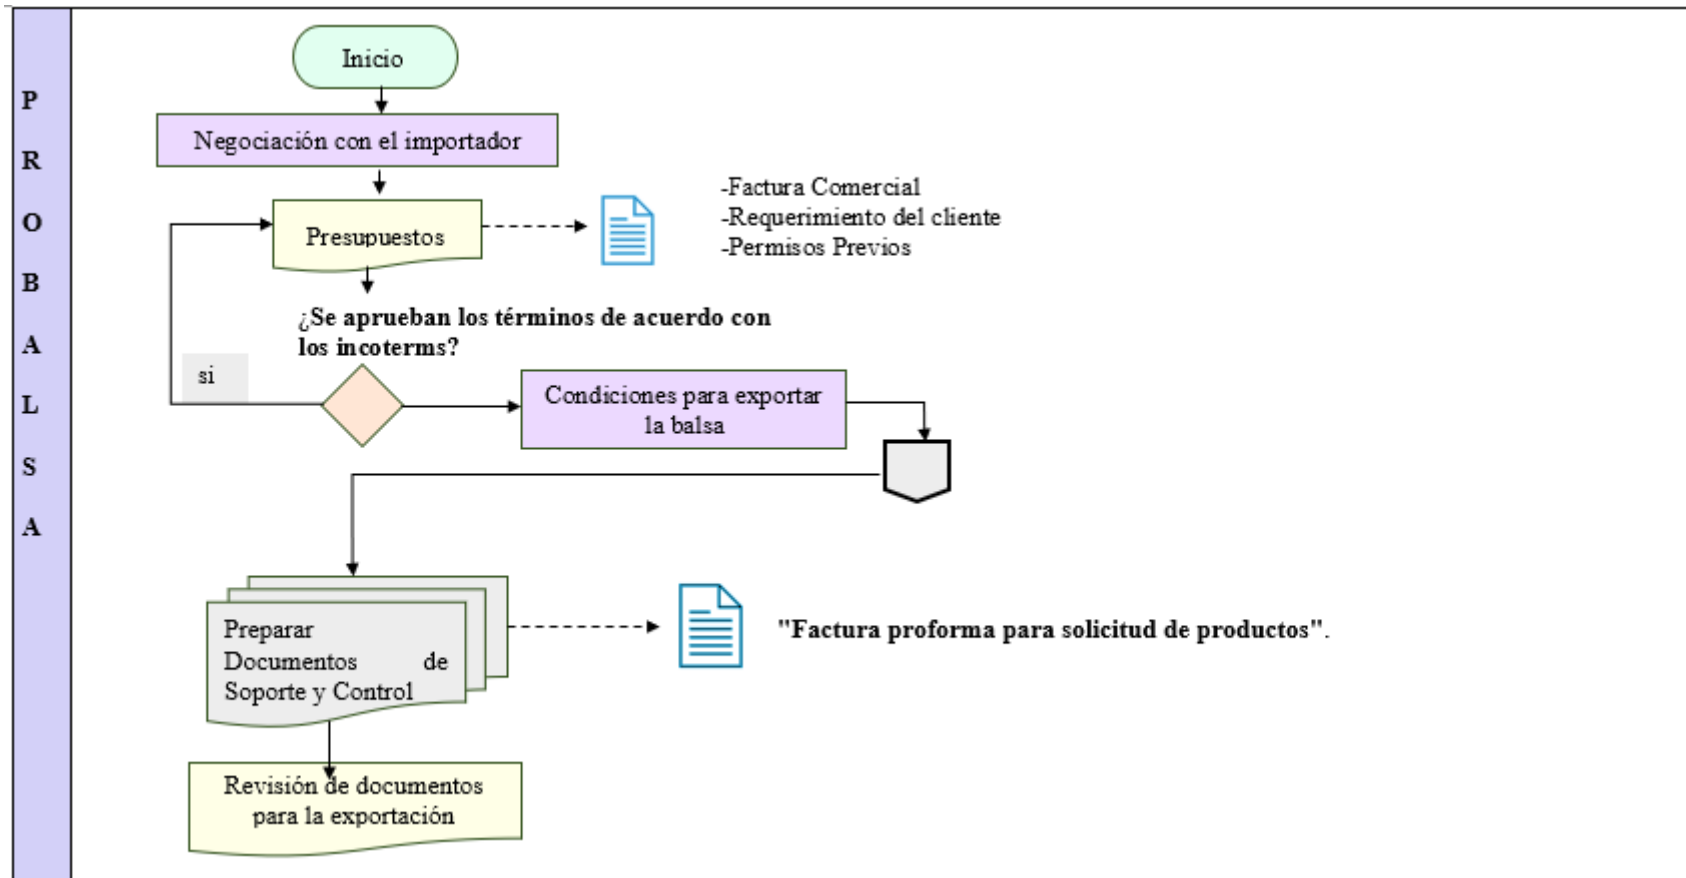 P
R
O
B
A
L
S
A
Inicio
Negociación con el importador
Presupuestos
-Factura Comercial
-Requerimiento del cliente
-Permisos Previos
¿Se aprueban los términos de acuerdo con
los incoterms?
si
Condiciones para exportar
la balsa
Preparar
Documentos de
Soporte y Control
"Factura proforma para solicitud de productos".
Revisión de documentos
para la exportación